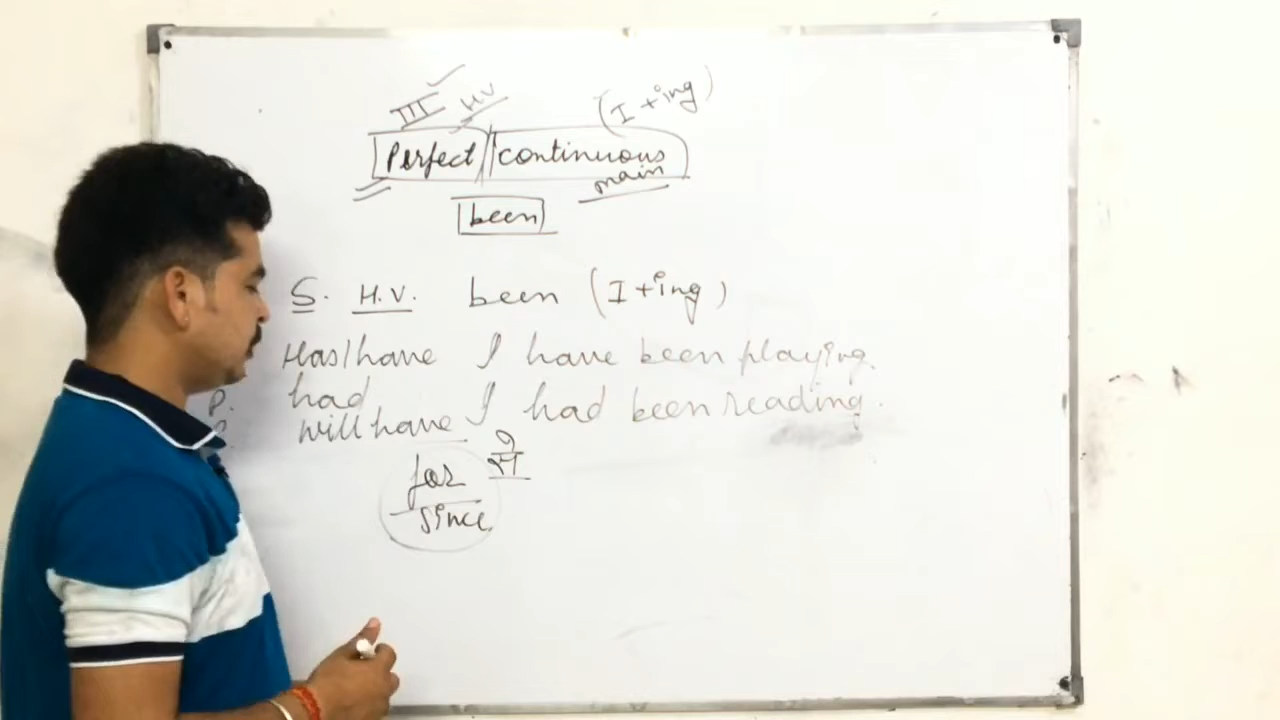 III H.V (I +ing)
Perfect continuous
main
been
S. H.V. been (I +ing)
Has/have I have been playing.
P. had I had been reading.
will have
for से
since